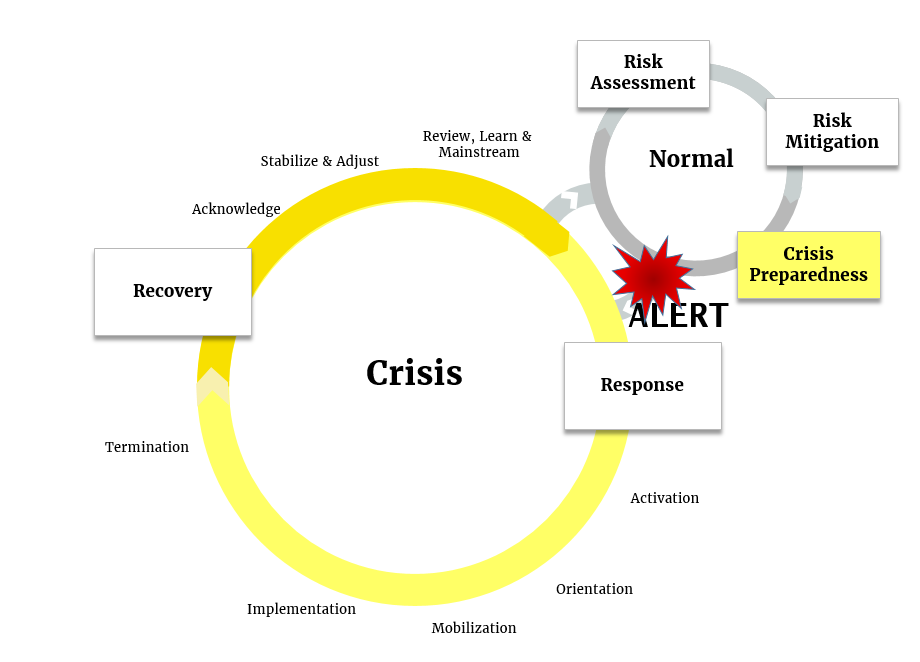 Risk
Assessment
Risk
Mitigation
Normal
Crisis
Preparedness
ALERT
Response
Activation
Orientation
Mobilization
Implementation
Termination
Recovery
Acknowledge
Stabilize & Adjust
Review, Learn &
Mainstream
Crisis